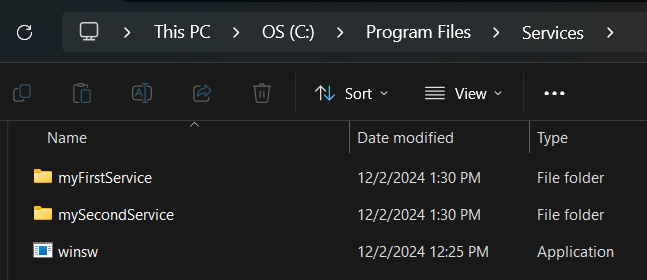 This PC > OS (C:) > Program Files > Services >
Sort View
Name Date modified Type
myFirstService 12/2/2024 1:30 PM File folder
mySecondService 12/2/2024 1:30 PM File folder
winsw 12/2/2024 12:25 PM Application